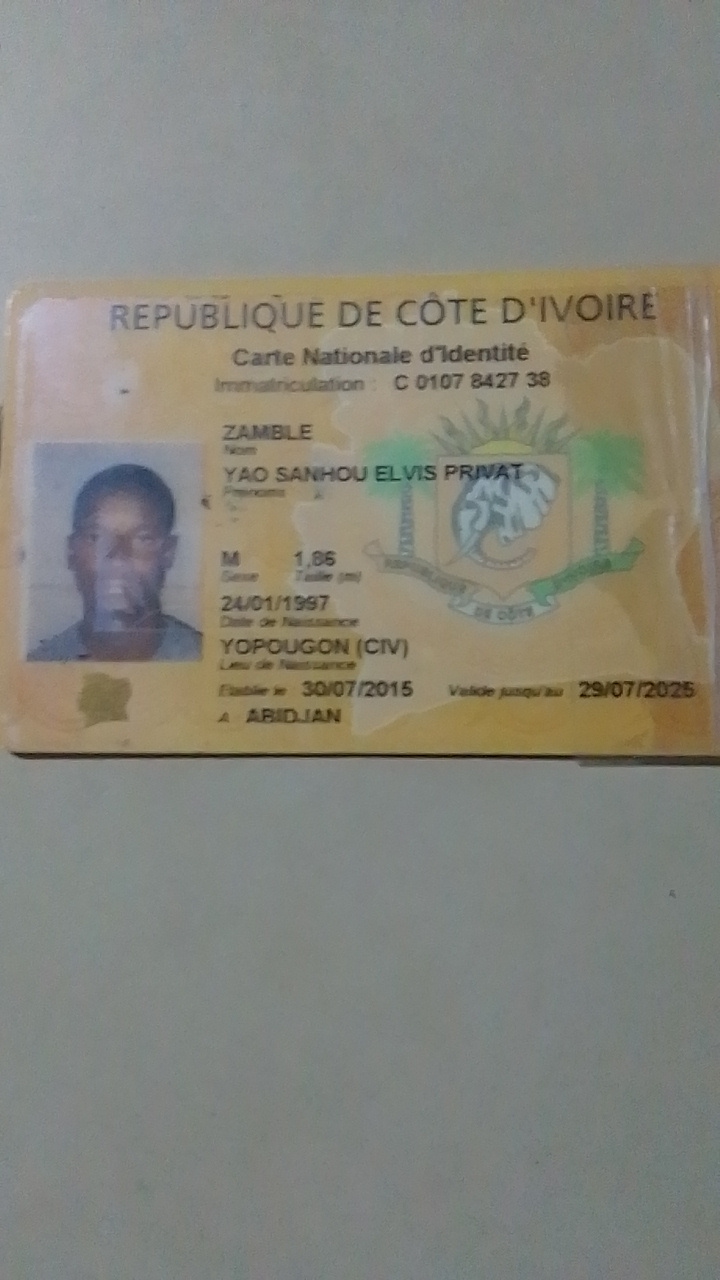 REPUBLIQUE DE CÔTE D'IVOIRE
Carte Nationale d'Identité
Immatriculation : C 0107 8427 38
ZAMBLE
Nom
YAO SANHOU ELVIS PRIVAT
Prénoms
M 1,86
Sexe Taille (m)
24/01/1997
Date de Naissance
YOPOUGON (CIV)
Lieu de Naissance
REPUBLIQUE DE CÔTE D'IVOIRE
Etablie le 30/07/2015 Valide jusqu'au 29/07/2025
A ABIDJAN